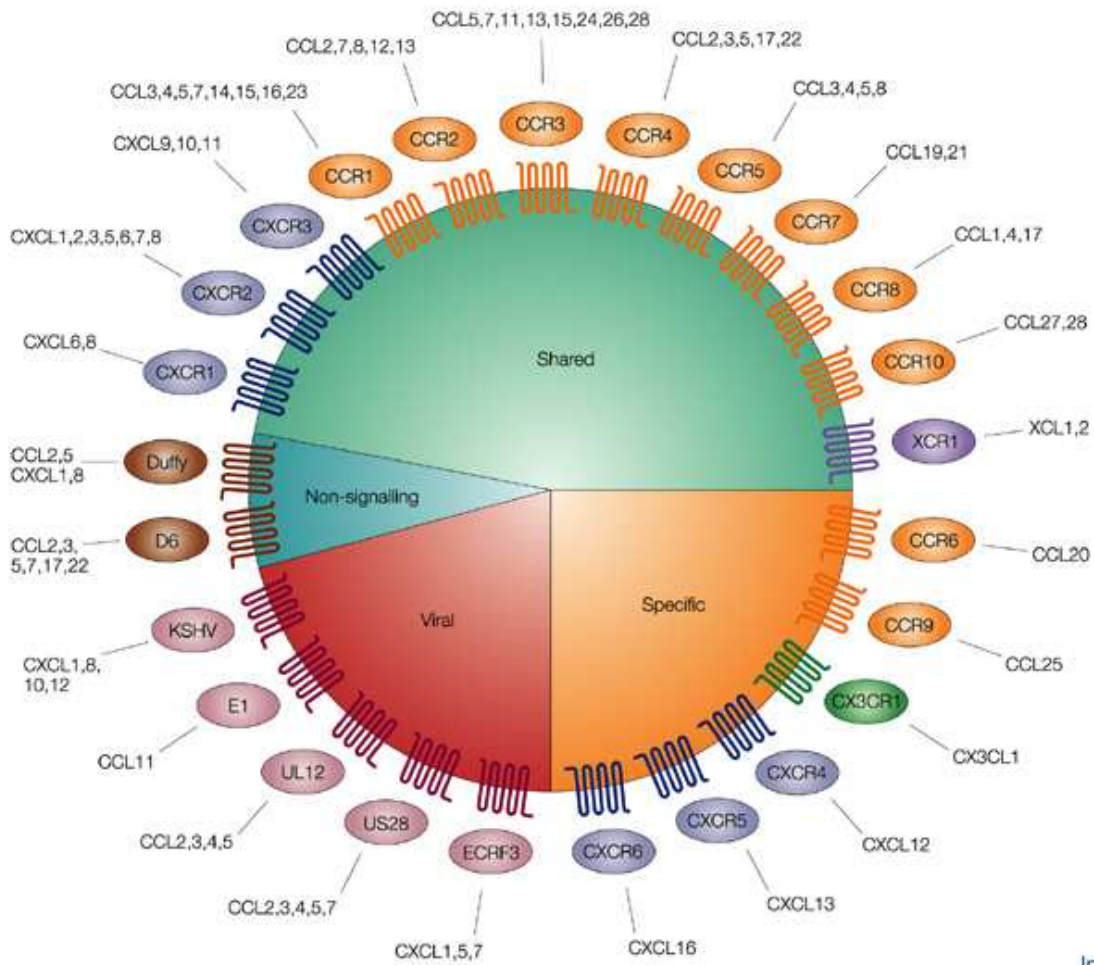 CCL5,7,11,13,15,24,26,28
CCL2,7,8,12,13
CCL2,3,5,17,22
CCL3,4,5,7,14,15,16,23
CCL3,4,5,8
CXCL9,10,11
CCL19,21
CXCL1,2,3,5,6,7,8
CCL1,4,17
CXCL6,8
CCL27,28
CCR3
CCR2
CCR4
CCR1
CCR5
CXCR3
CCR7
CXCR2
CCR8
CXCR1
CCR10
Shared
XCR1
XCL1,2
CCL2,5
CXCL1,8
Duffy
Non-signalling
CCL2,3,
5,7,17,22
D6
CCR6
CCL20
Viral
Specific
KSHV
CXCL1,8,
10,12
CCR9
CCL25
E1
CCL11
CX3CR1
CX3CL1
UL12
CCL2,3,4,5
CXCR4
CXCL12
US28
CCL2,3,4,5,7
CXCR5
CXCL13
ECRF3
CXCL1,5,7
CXCR6
CXCL16